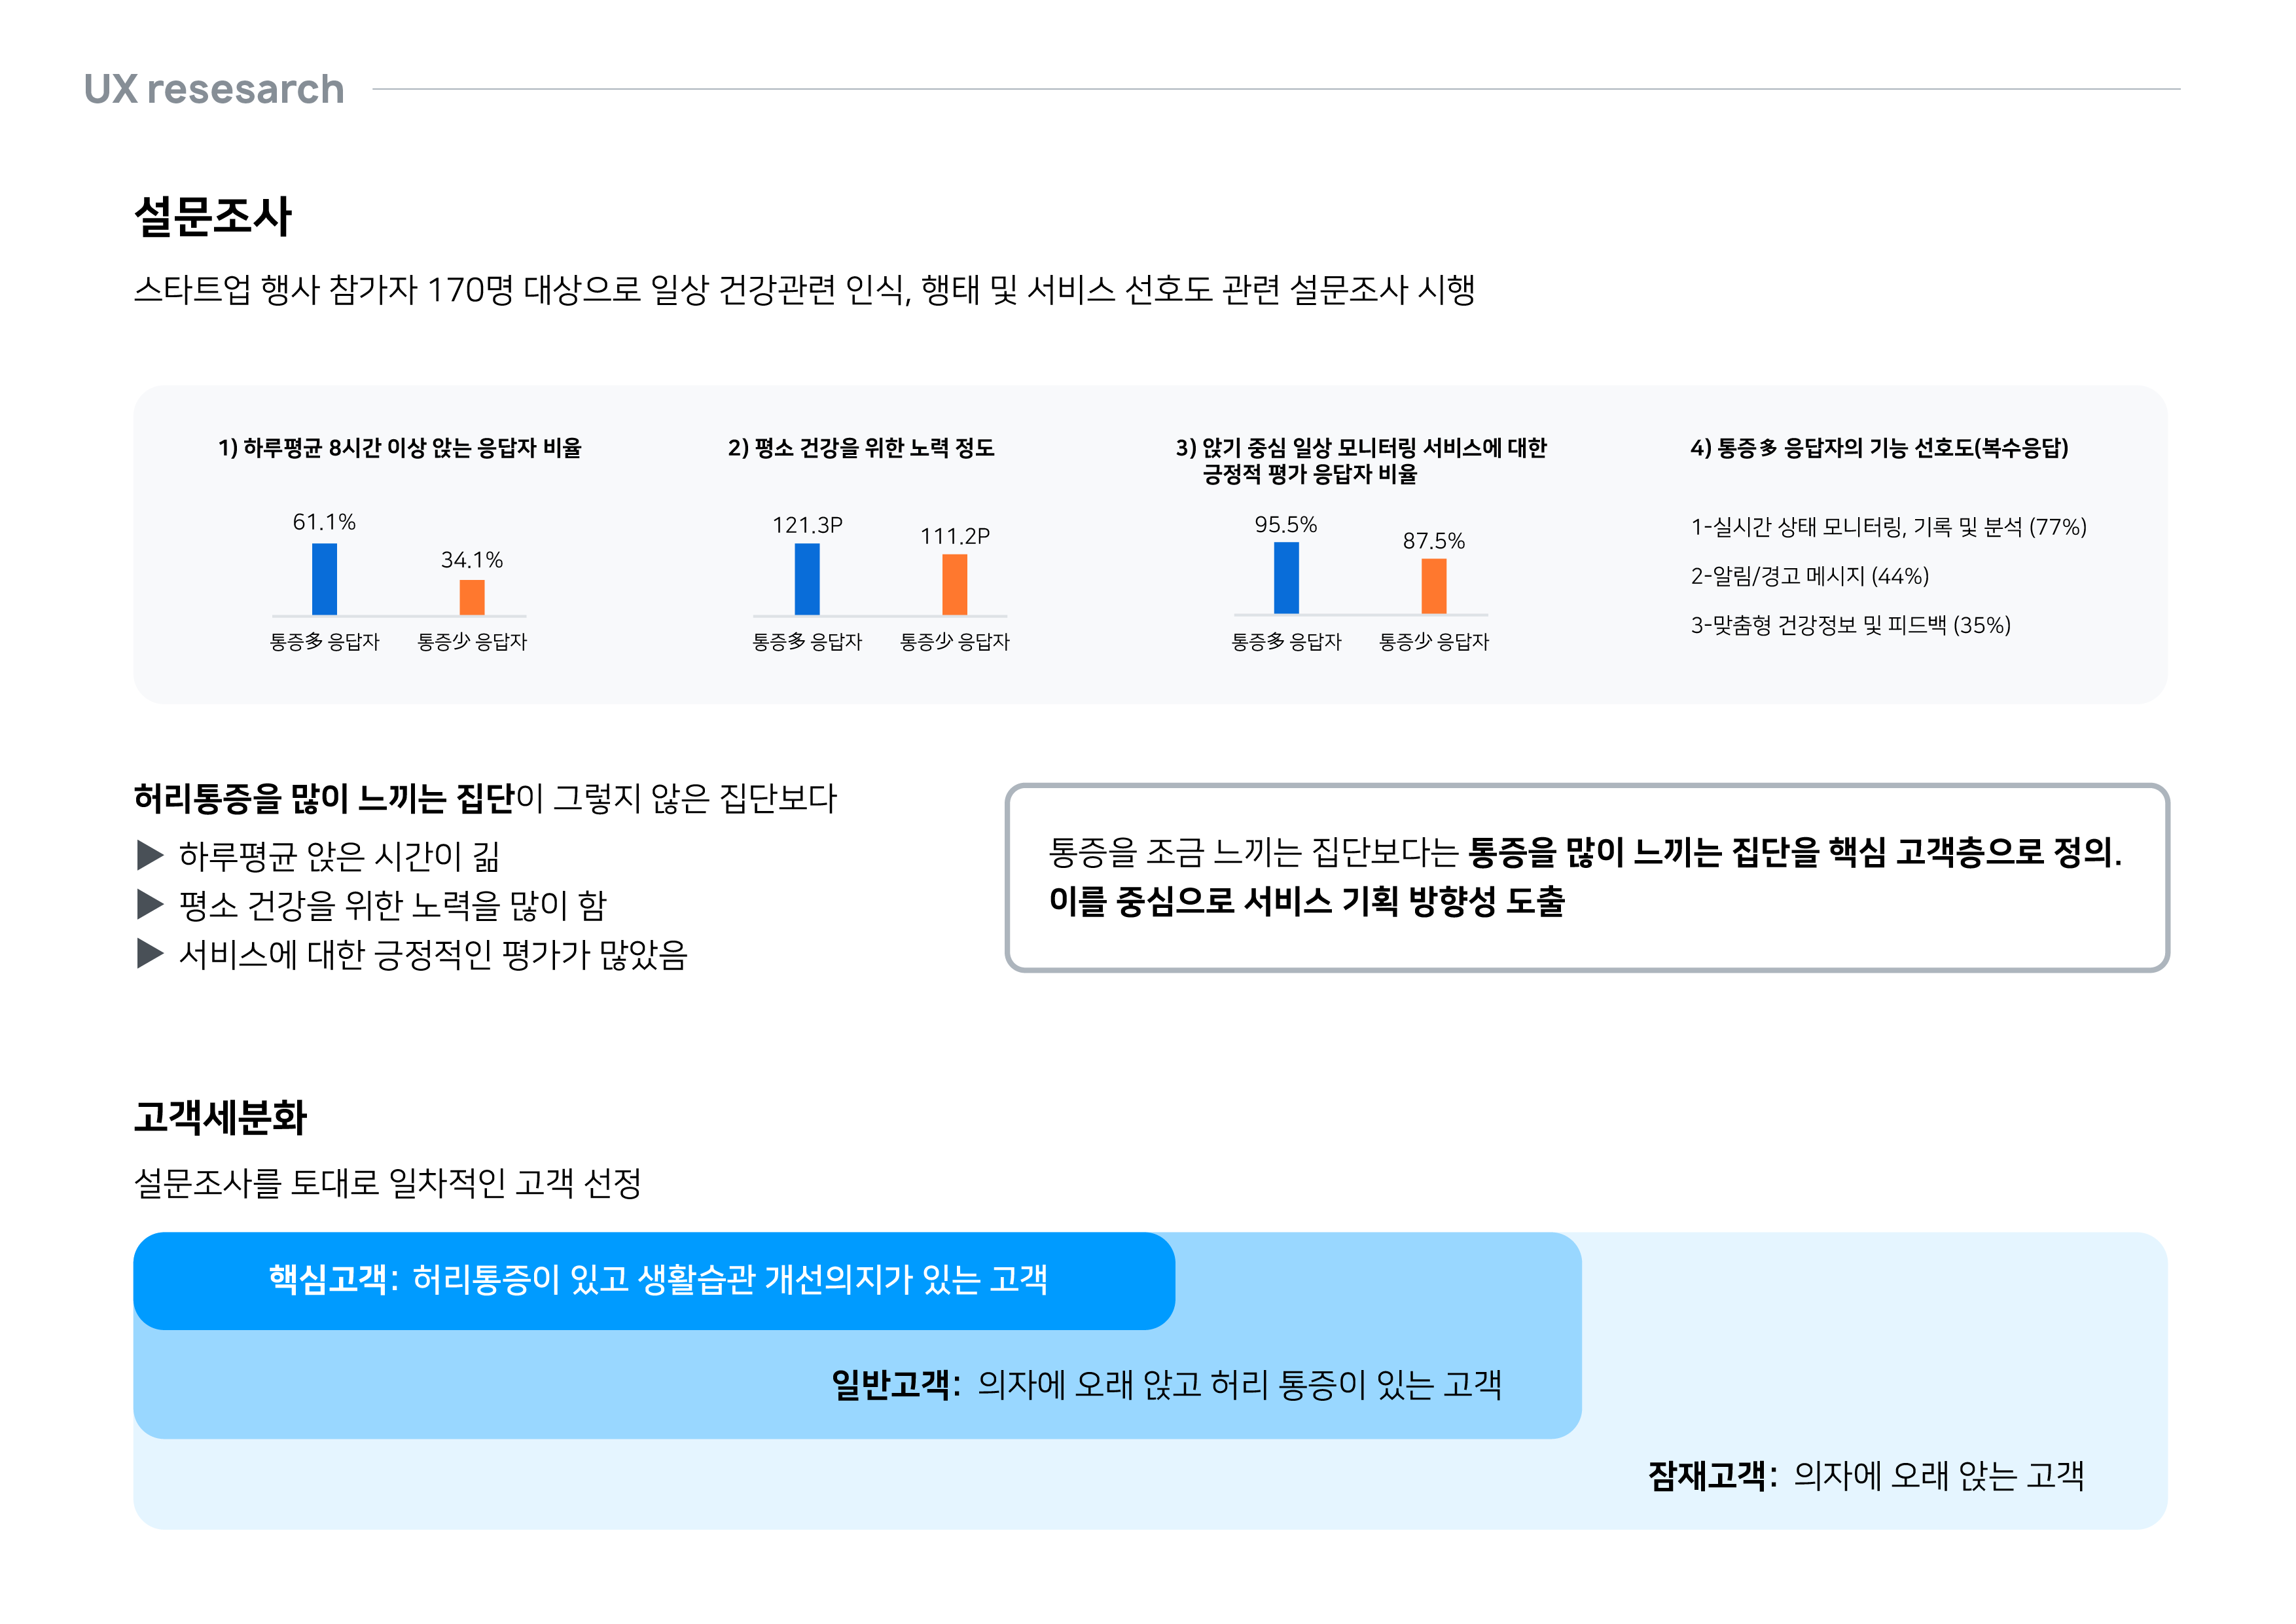 UX resesarch
설문조사
스타트업 행사 참가자 170명 대상으로 일상 건강관련 인식, 행태 및 서비스 선호도 관련 설문조사 시행
1) 하루평균 8시간 이상 앉는 응답자 비율
61.1%
34.1%
통증多 응답자
통증少 응답자
2) 평소 건강을 위한 노력 정도
121.3P
111.2P
통증多 응답자
통증少 응답자
3) 앉기 중심 일상 모니터링 서비스에 대한
긍정적 평가 응답자 비율
95.5%
87.5%
통증多 응답자
통증少 응답자
4) 통증多 응답자의 기능 선호도(복수응답)
1-실시간 상태 모니터링, 기록 및 분석 (77%)
2-알림/경고 메시지 (44%)
3-맞춤형 건강정보 및 피드백 (35%)
허리통증을 많이 느끼는 집단이 그렇지 않은 집단보다
▶ 하루평균 앉은 시간이 긺
▶ 평소 건강을 위한 노력을 많이 함
▶ 서비스에 대한 긍정적인 평가가 많았음
통증을 조금 느끼는 집단보다는 통증을 많이 느끼는 집단을 핵심 고객층으로 정의.
이를 중심으로 서비스 기획 방향성 도출
고객세분화
설문조사를 토대로 일차적인 고객 선정
핵심고객: 허리통증이 있고 생활습관 개선의지가 있는 고객
일반고객: 의자에 오래 앉고 허리 통증이 있는 고객
잠재고객: 의자에 오래 앉는 고객